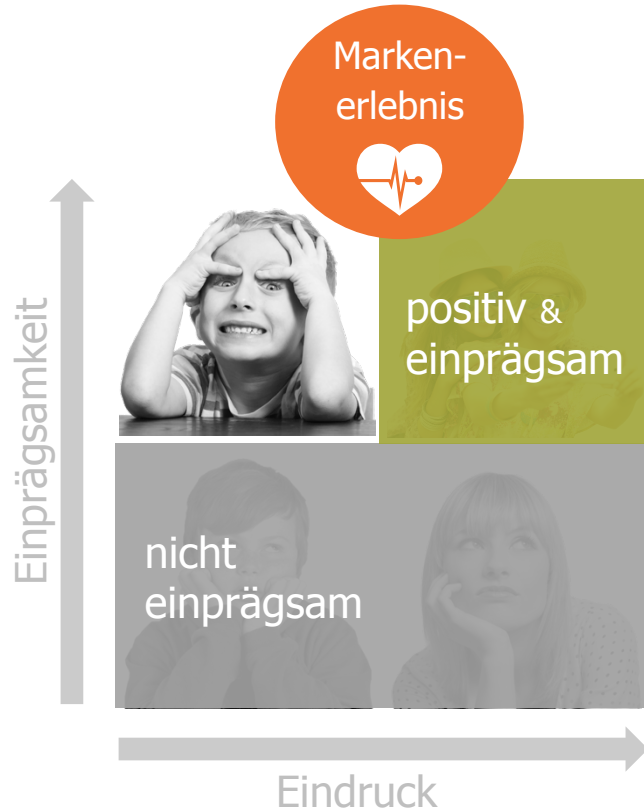 Marken-
erlebnis
Einprägsamkeit
positiv &
einprägsam
nicht
einprägsam
Eindruck